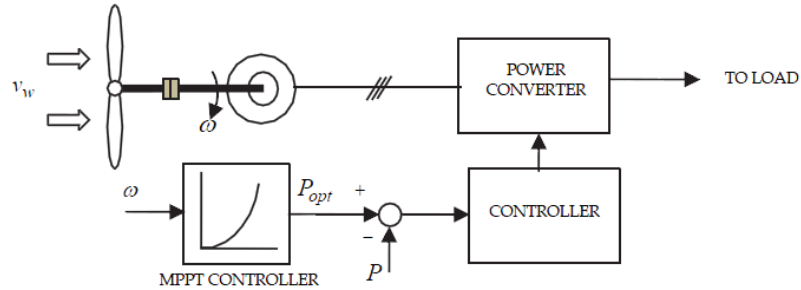 POWER
CONVERTER
TO LOAD
v_w
ω
ω
P_opt
+
−
CONTROLLER
P
MPPT CONTROLLER